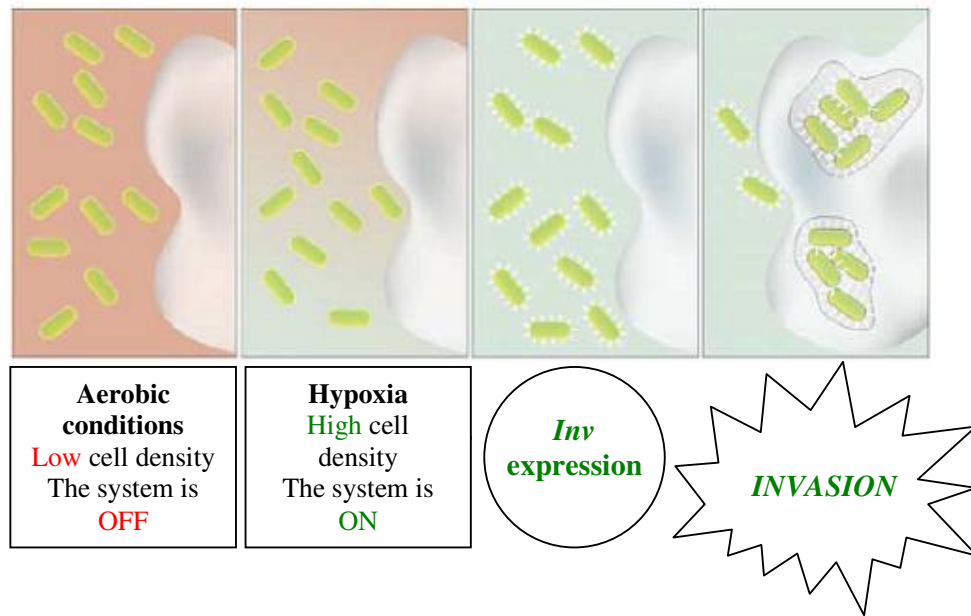 Aerobic
conditions
Low cell density
The system is
OFF
Hypoxia
High cell
density
The system is
ON
Inv
expression
INVASION